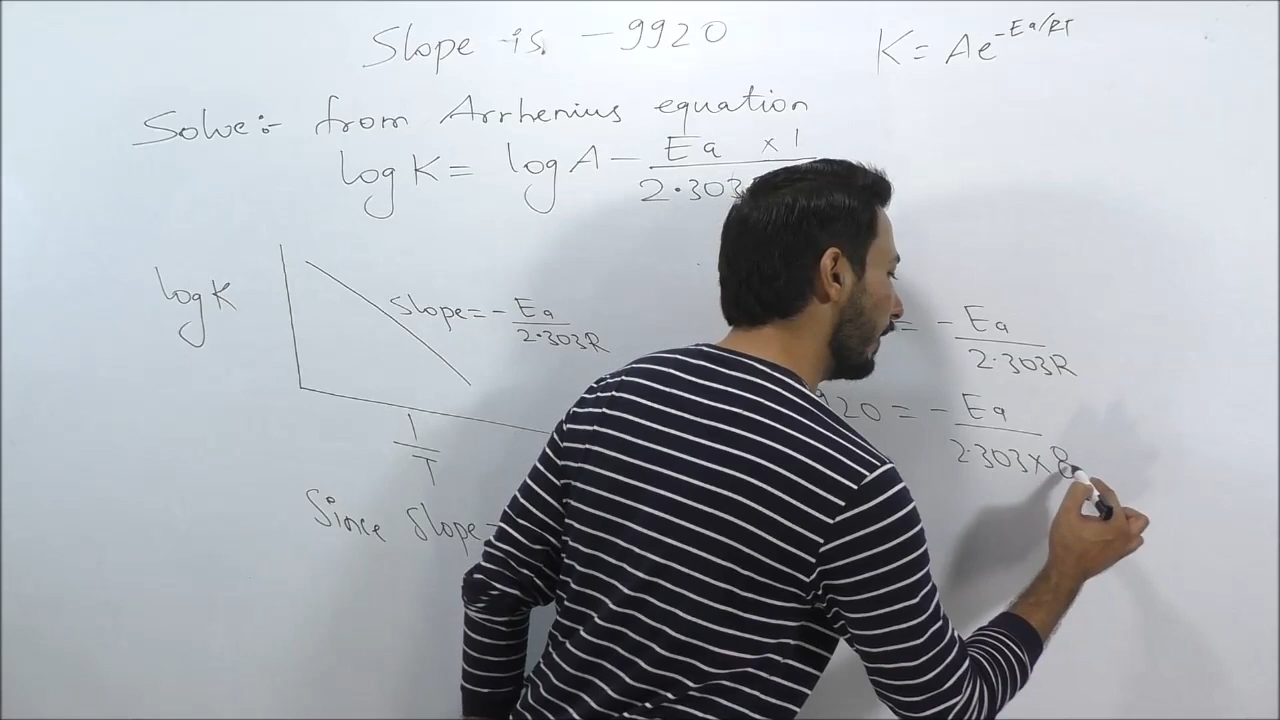 Slope is. -9920
K = Ae^-Ea/RT
Solve:- from Arrhenius equation
log K = log A - Ea × 1
2.303
log K
Slope = - Ea
2.303R
1
T
Since Slope =
= - Ea
2.303R
920 = - Ea
2.303 × 8